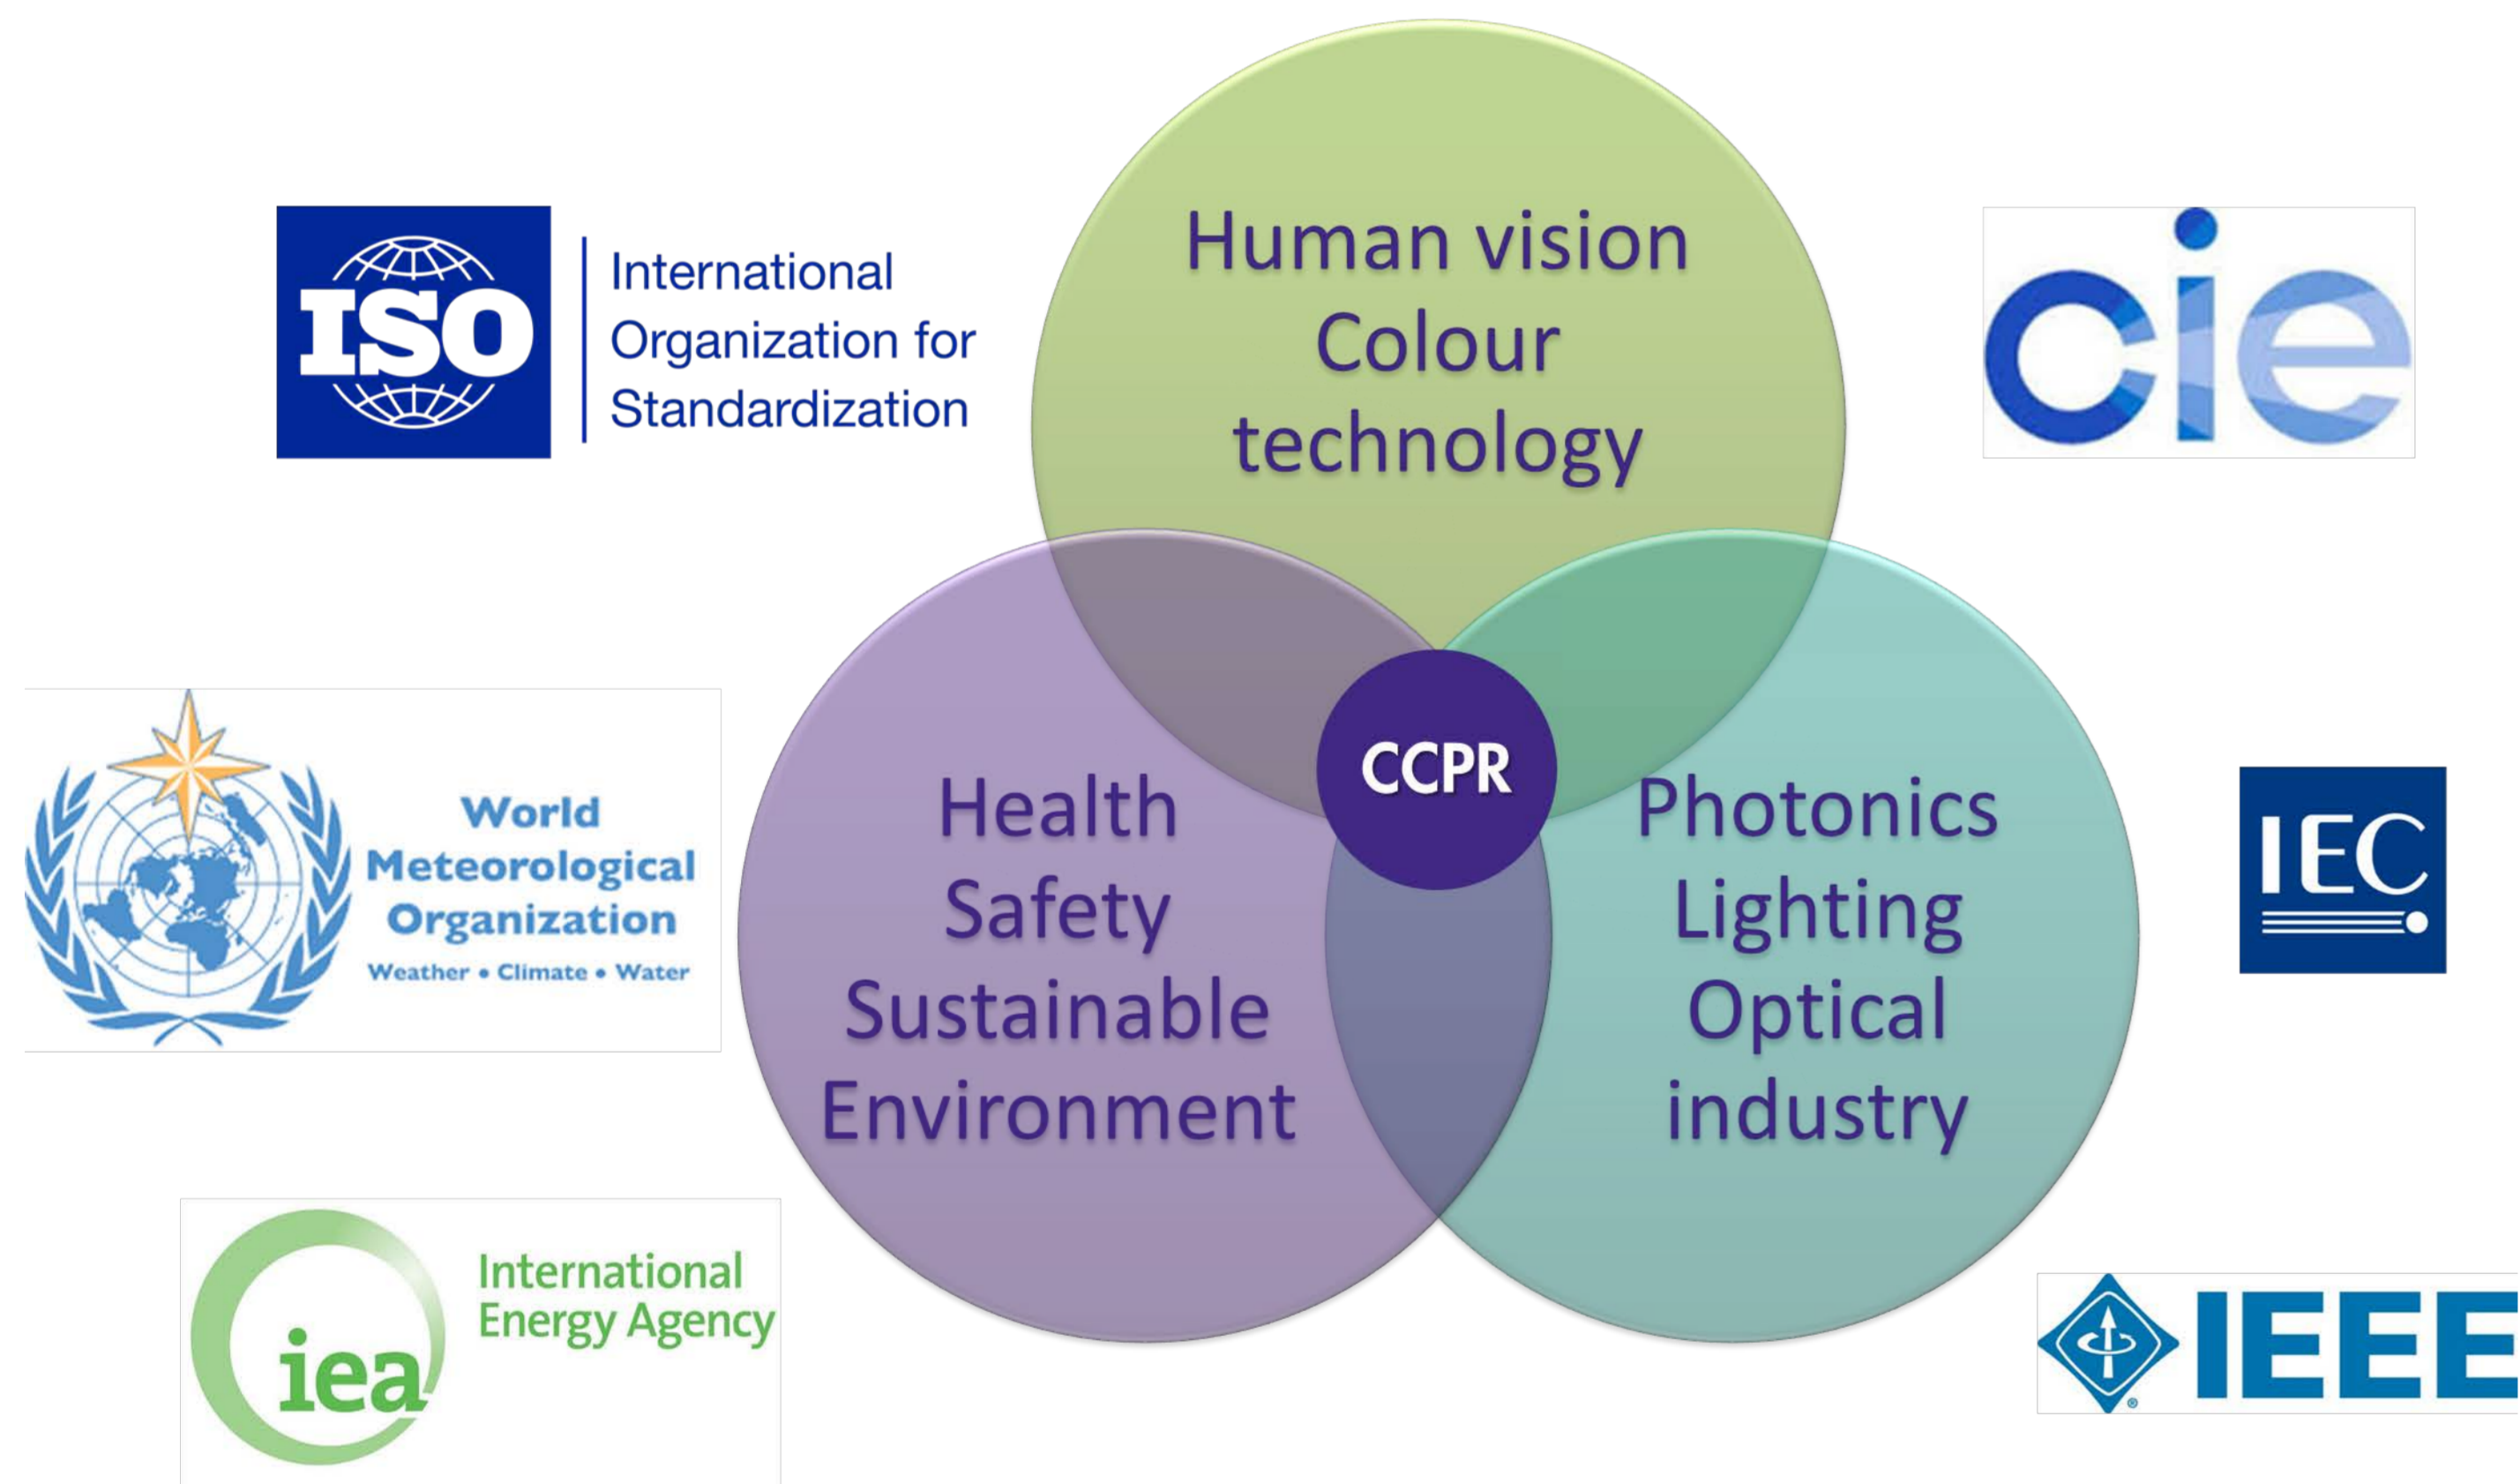 Human vision
Colour
technology
ISO
International
Organization for
Standardization
cie
CCPR
World
Meteorological
Organization
Weather • Climate • Water
Health
Safety
Sustainable
Environment
Photonics
Lighting
Optical
industry
IEC
iea
International
Energy Agency
IEEE
®